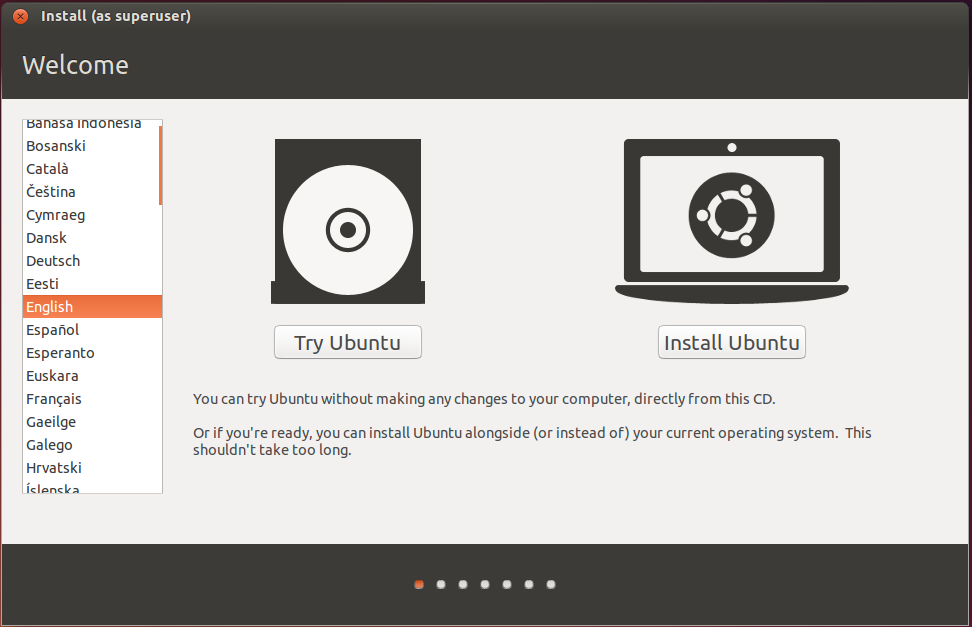 Install (as superuser)
Welcome
Bahasa Indonesia
Bosanski
Català
Čeština
Cymraeg
Dansk
Deutsch
Eesti
English
Español
Esperanto
Euskara
Français
Gaeilge
Galego
Hrvatski
Íslenska
Try Ubuntu
Install Ubuntu
You can try Ubuntu without making any changes to your computer, directly from this CD.
Or if you're ready, you can install Ubuntu alongside (or instead of) your current operating system.  This
shouldn't take too long.